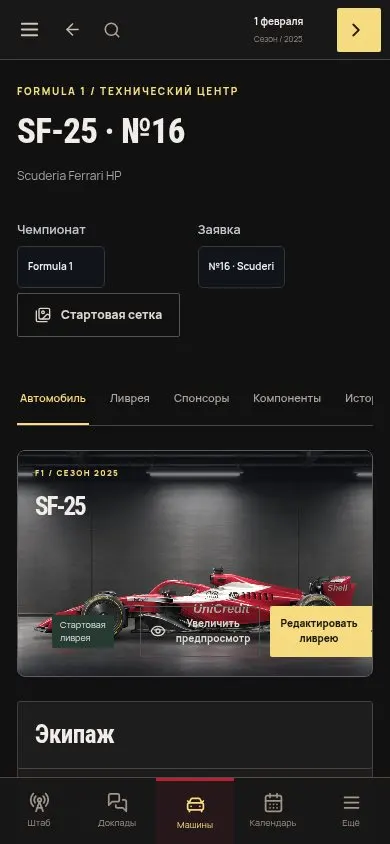 1 февраля
Сезон / 2025
FORMULA 1 / ТЕХНИЧЕСКИЙ ЦЕНТР
SF-25 · №16
Scuderia Ferrari HP
Чемпионат
Заявка
Formula 1
№16 · Scuderi
Стартовая сетка
Автомобиль
Ливрея
Спонсоры
Компоненты
Истор
F1 / СЕЗОН 2025
SF-25
Shell
UniCredit
Стартовая
ливрея
Увеличить
предпросмотр
Редактировать
ливрею
Экипаж
Штаб
Доклады
Машины
Календарь
Ещё